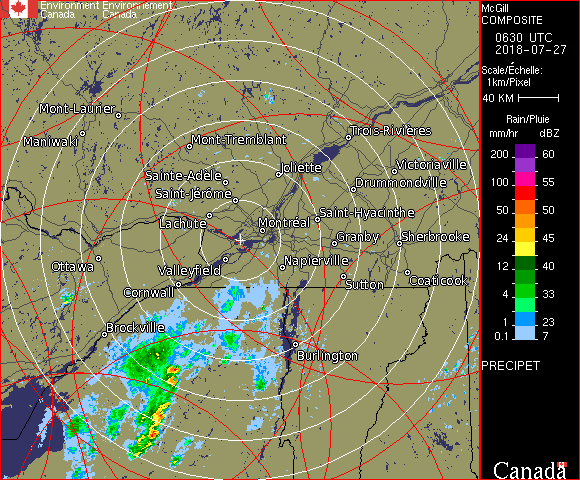 Environment Environnement
Canada Canada
McGill
COMPOSITE
0630 UTC
2018-07-27
Scale/Échelle:
1km/Pixel
40 KM
Rain/Pluie
mm/hr dBZ
200 60
100 55
50 50
24 45
12 40
4 33
1 23
0.1 7
PRECIPET
Canada
Mont-Laurier
Maniwaki
Mont-Tremblant
Trois-Rivières
Joliette
Victoriaville
Sainte-Adèle
Drummondville
Saint-Jérôme
Saint-Hyacinthe
Lachute
Montréal
Granby
Sherbrooke
Ottawa
Valleyfield
Napierville
Cornwall
Sutton
Coaticook
Brockville
Burlington